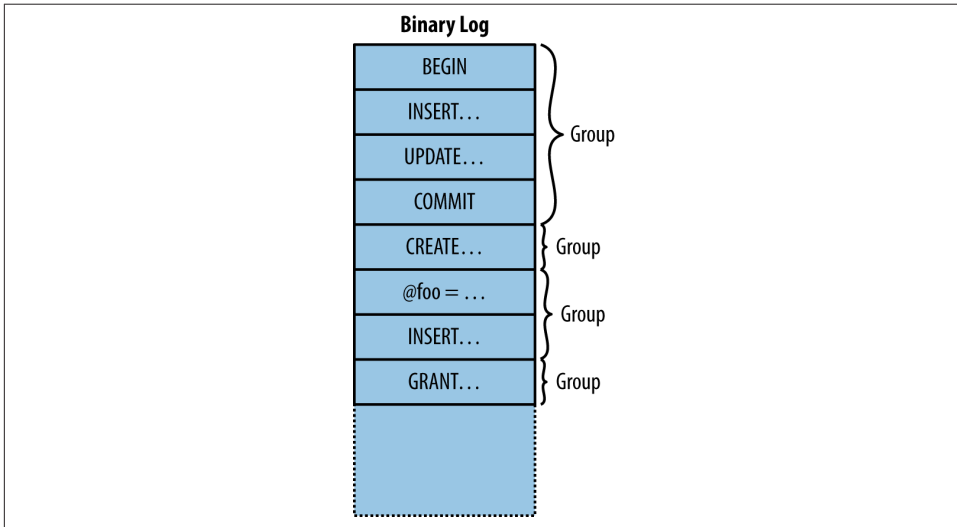 Binary Log
BEGIN
INSERT...
UPDATE...
Group
COMMIT
CREATE...
Group
@foo = ...
Group
INSERT...
GRANT...
Group